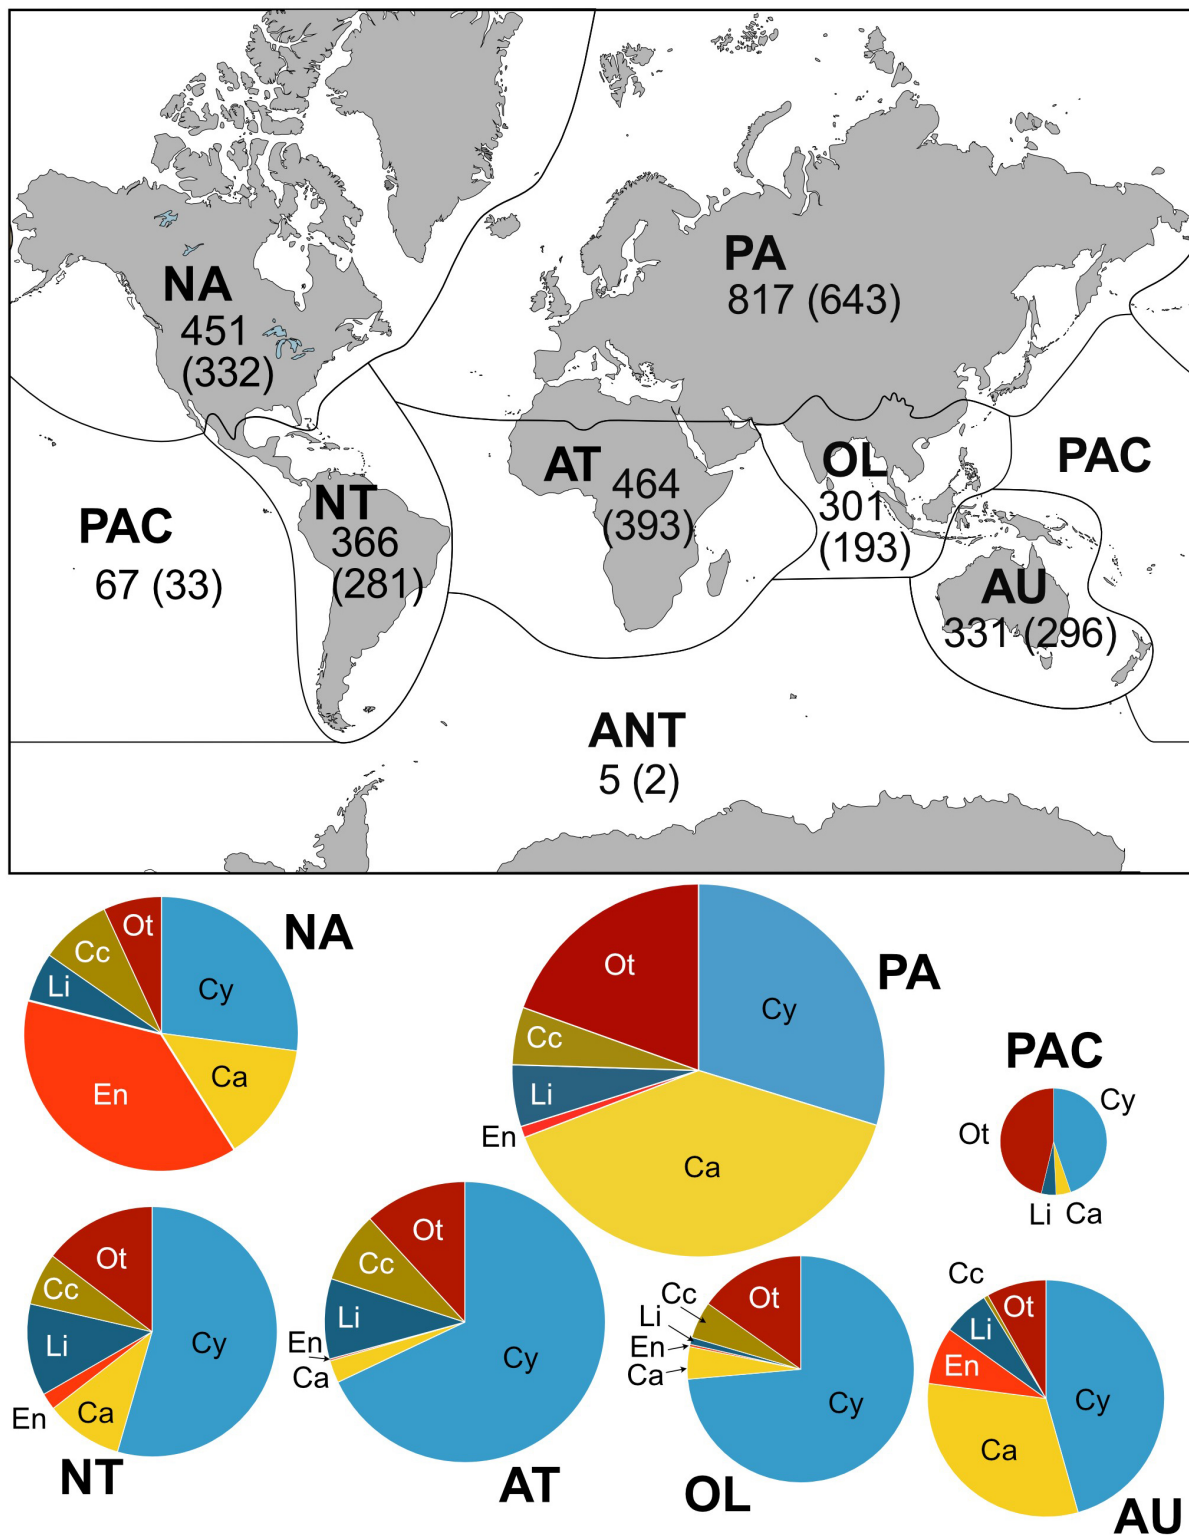 NA
451
(332)
PA
817 (643)
AT
464
(393)
OL
301
(193)
PAC
NT
366
(281)
PAC
67 (33)
AU
331 (296)
ANT
5 (2)
NA
Ot
Cc
Li
Cy
Ca
En
PA
Ot
Cy
Cc
Li
En
Ca
PAC
Cy
Ot
Li
Ca
NT
Ot
Cc
Li
Cy
En
Ca
AT
Ot
Cc
Li
En
Ca
Cy
OL
Ot
Cc
Li
En
Ca
Cy
AU
Cc
Ot
Li
En
Cy
Ca